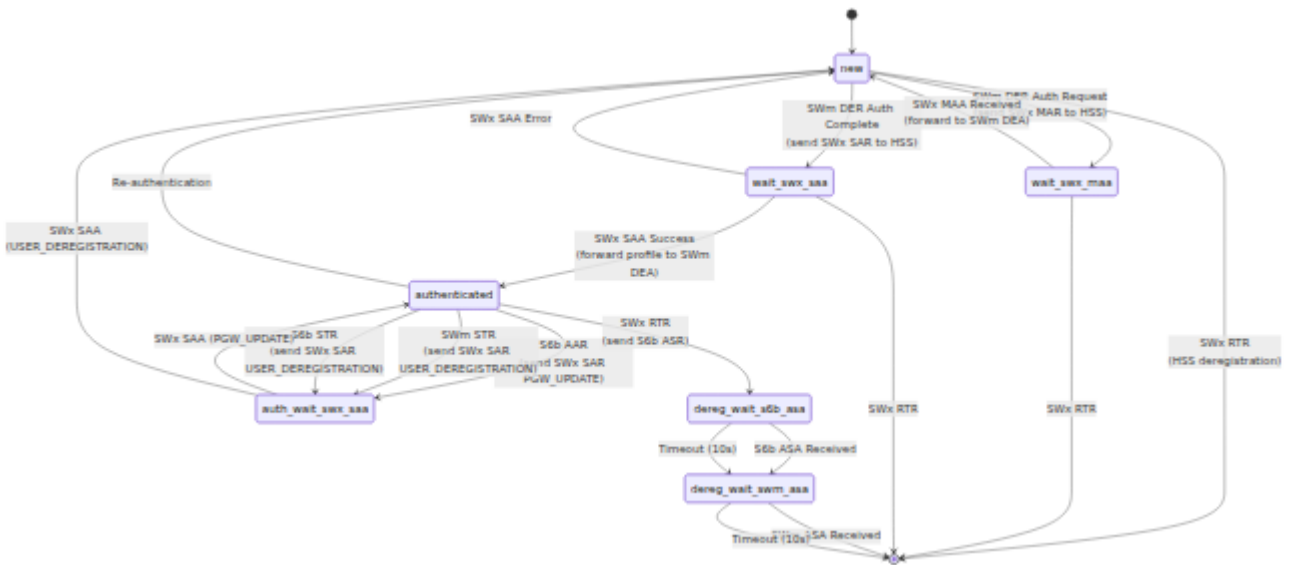 new
SWx SAA Error
SWm DER Auth
Complete
(send SWx SAR to HSS)
SWx MAA Received
(forward to SWm DEA)
DER Auth Request
MAR to HSS)
Re-authentication
wait_swx_saa
wait_swx_maa
SWx SAA
(USER_DEREGISTRATION)
SWx SAA Success
(forward profile to SWm
DEA)
authenticated
SWx SAA (PGW_UPDATE)
S6b STR
(send SWx SAR
USER_DEREGISTRATION)
SWm STR
(send SWx SAR
USER_DEREGISTRATION)
S6b AAR
SWx SAR
PGW_UPDATE)
SWx RTR
(send S6b ASR)
SWx RTR
(HSS deregistration)
auth_wait_swx_saa
dereg_wait_s6b_asa
SWx RTR
SWx RTR
Timeout (10s)
S6b ASA Received
dereg_wait_swm_asa
Timeout (10s)
ASA Received